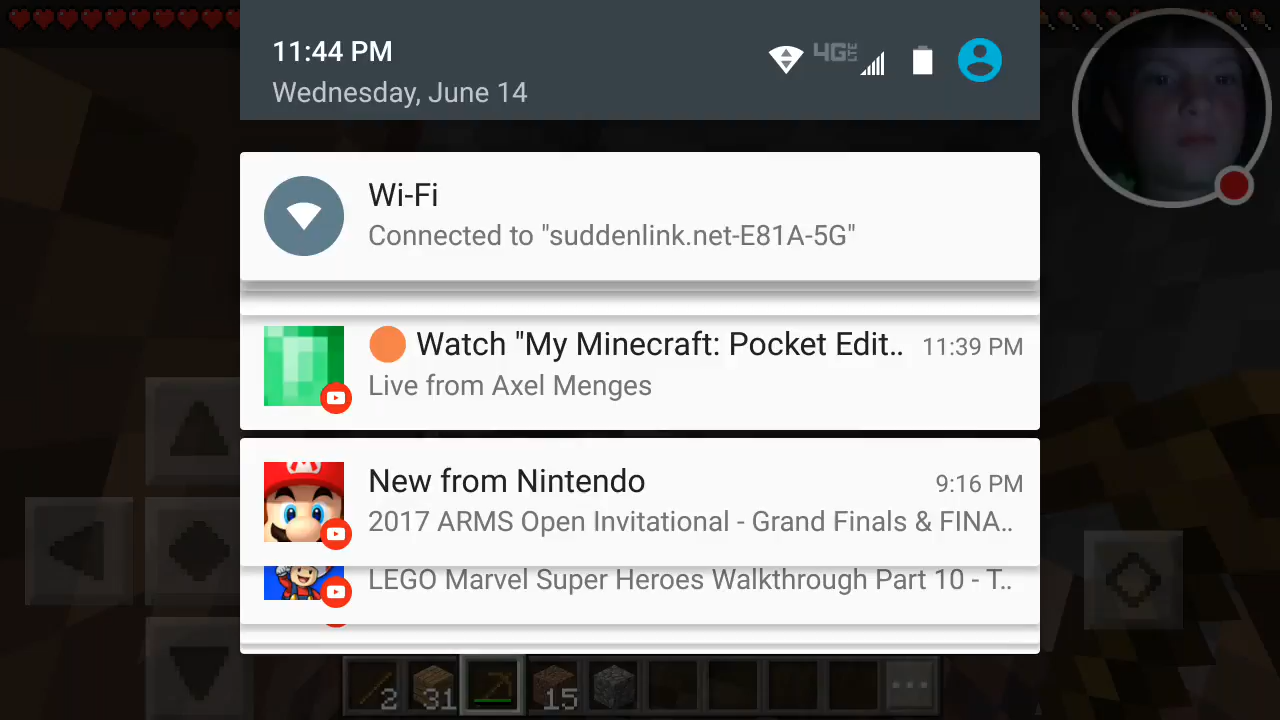 11:44 PM
4G LTE
Wednesday, June 14
Wi-Fi
Connected to "suddenlink.net-E81A-5G"
Watch "My Minecraft: Pocket Edit.. 11:39 PM
Live from Axel Menges
New from Nintendo 9:16 PM
2017 ARMS Open Invitational - Grand Finals & FINA..
LEGO Marvel Super Heroes Walkthrough Part 10 - T..
2 31 15